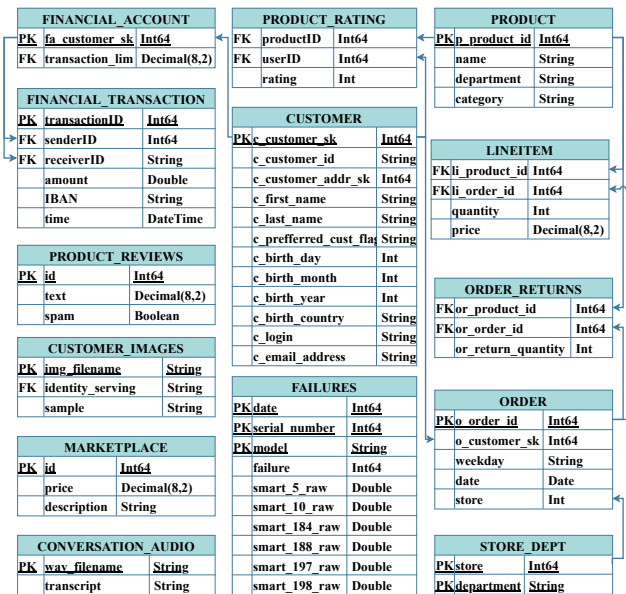 FINANCIAL_ACCOUNT
PK fa_customer_sk Int64
FK transaction_lim Decimal(8,2)
FINANCIAL_TRANSACTION
PK transactionID Int64
FK senderID Int64
FK receiverID String
amount Double
IBAN String
time DateTime
PRODUCT_REVIEWS
PK id Int64
text Decimal(8,2)
spam Boolean
CUSTOMER_IMAGES
PK img_filename String
FK identity_serving String
sample String
MARKETPLACE
PK id Int64
price Decimal(8,2)
description String
CONVERSATION_AUDIO
PK wav_filename String
transcript String
PRODUCT_RATING
FK productID Int64
FK userID Int64
rating Int
CUSTOMER
PK c_customer_sk Int64
c_customer_id String
c_customer_addr_sk Int64
c_first_name String
c_last_name String
c_prefferred_cust_flag String
c_birth_day Int
c_birth_month Int
c_birth_year Int
c_birth_country String
c_login String
c_email_address String
FAILURES
PK date Int64
PK serial_number Int64
PK model String
failure Int64
smart_5_raw Double
smart_10_raw Double
smart_184_raw Double
smart_188_raw Double
smart_197_raw Double
smart_198_raw Double
PRODUCT
PK p_product_id Int64
name String
department String
category String
LINEITEM
FK li_product_id Int64
FK li_order_id Int64
quantity Int
price Decimal(8,2)
ORDER_RETURNS
FK or_product_id Int64
FK or_order_id Int64
or_return_quantity Int
ORDER
PK o_order_id Int64
o_customer_sk Int64
weekday String
date Date
store Int
STORE_DEPT
PK store Int64
PK department String